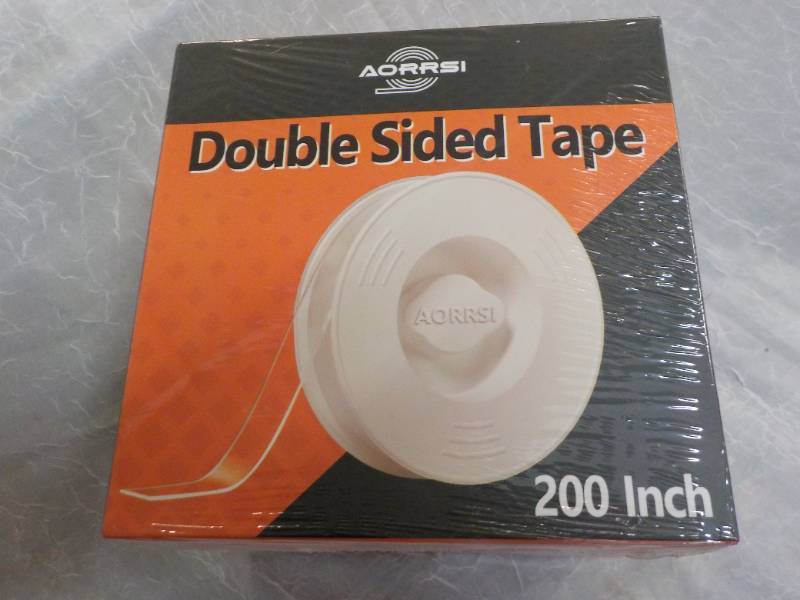 AORRSI
Double Sided Tape
AORRSI
200 Inch